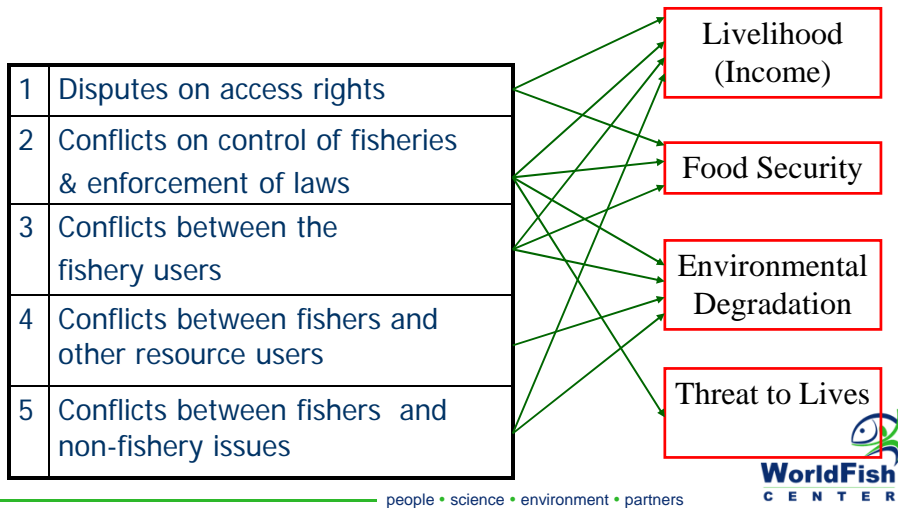 1 Disputes on access rights
2 Conflicts on control of fisheries
& enforcement of laws
3 Conflicts between the
fishery users
4 Conflicts between fishers and
other resource users
5 Conflicts between fishers and
non-fishery issues
Livelihood
(Income)
Food Security
Environmental
Degradation
Threat to Lives
WorldFish
CENTER
people • science • environment • partners